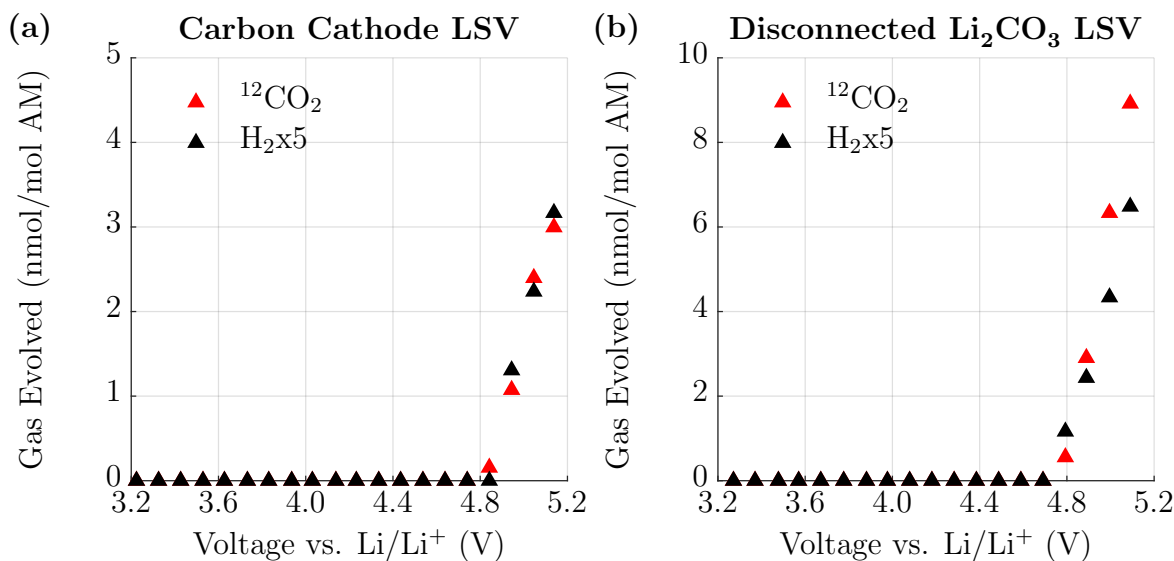 (a)
Carbon Cathode LSV
5
4
3
2
1
0
Gas Evolved (nmol/mol AM)
¹²CO₂
H₂x5
3.2 3.6 4.0 4.4 4.8 5.2
Voltage vs. Li/Li⁺ (V)
(b)
Disconnected Li₂CO₃ LSV
10
8
6
4
2
0
Gas Evolved (nmol/mol AM)
¹²CO₂
H₂x5
3.2 3.6 4.0 4.4 4.8 5.2
Voltage vs. Li/Li⁺ (V)